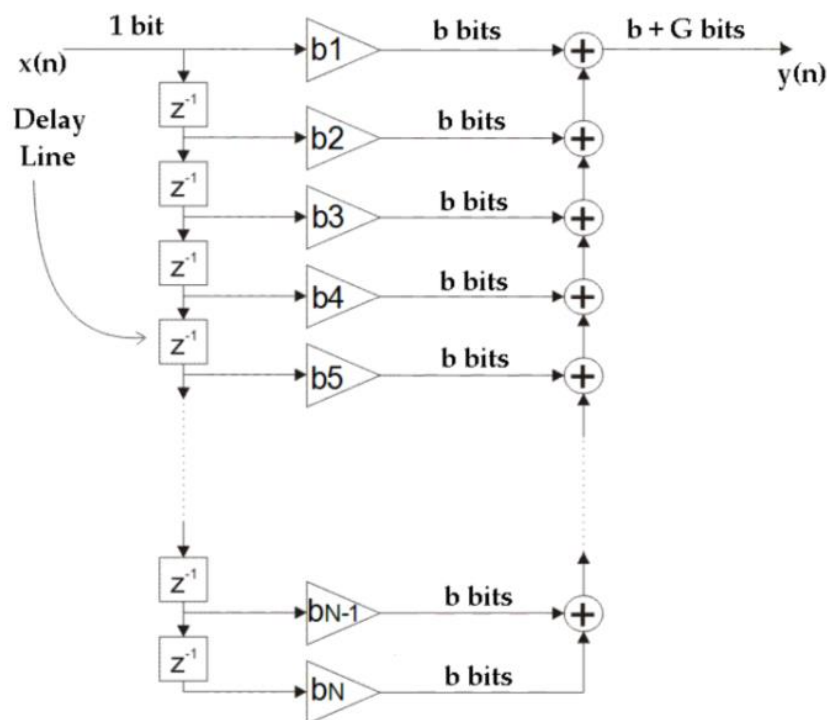 1 bit
b1
b bits
b + G bits
x(n)
y(n)
z⁻¹
Delay
Line
b2
b bits
z⁻¹
b3
b bits
z⁻¹
b4
b bits
z⁻¹
b5
b bits
z⁻¹
bN-1
b bits
z⁻¹
bN
b bits